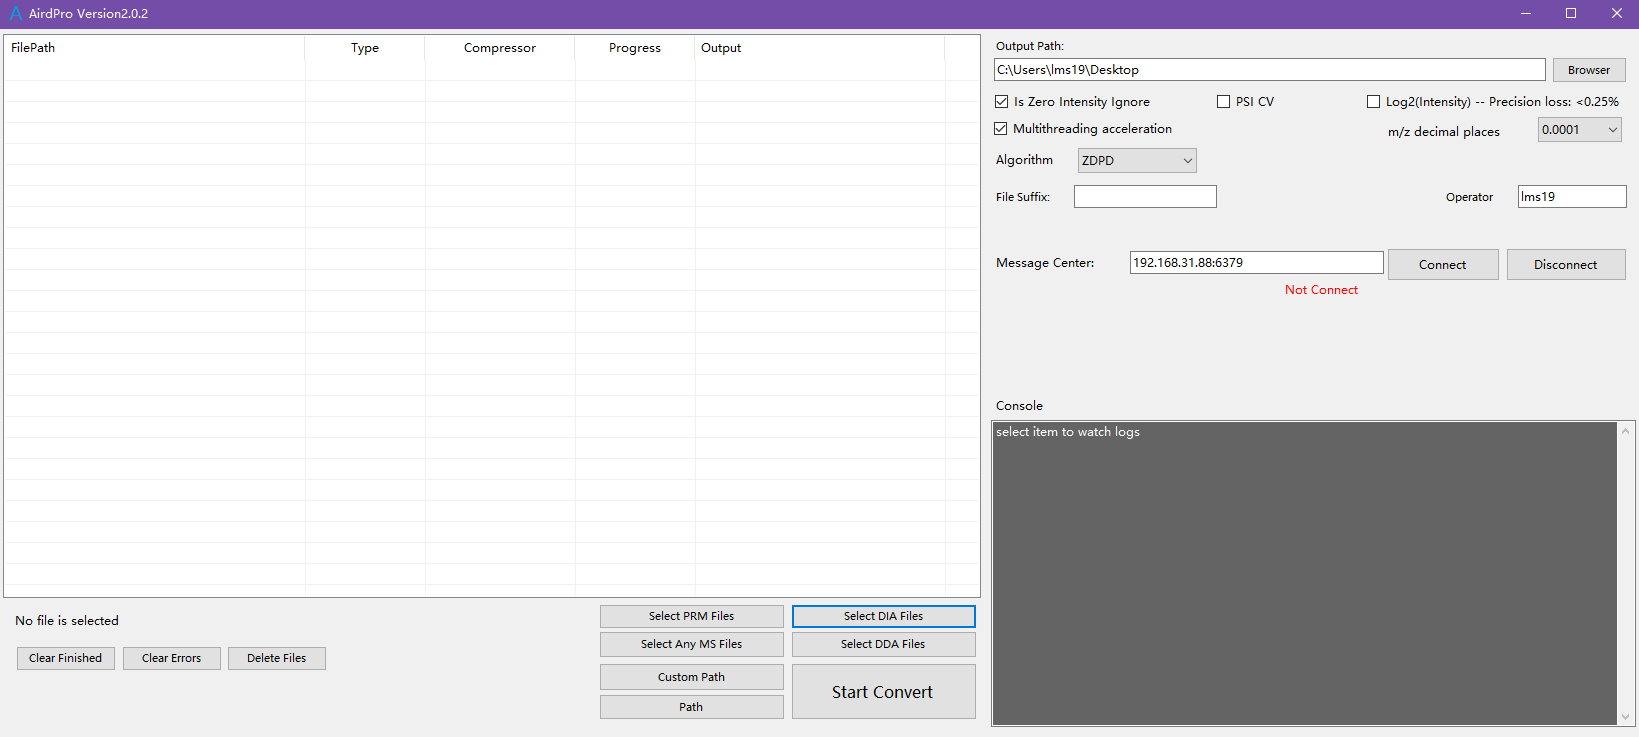 AirdPro Version2.0.2
FilePath Type Compressor Progress Output
No file is selected
Clear Finished Clear Errors Delete Files
Select PRM Files Select DIA Files
Select Any MS Files Select DDA Files
Custom Path
Path
Start Convert
Output Path:
C:\Users\lms19\Desktop Browser
Is Zero Intensity Ignore PSI CV Log2(Intensity) -- Precision loss: <0.25%
Multithreading acceleration m/z decimal places 0.0001
Algorithm ZDPD
File Suffix: Operator lms19
Message Center: 192.168.31.88:6379 Connect Disconnect
Not Connect
Console
select item to watch logs